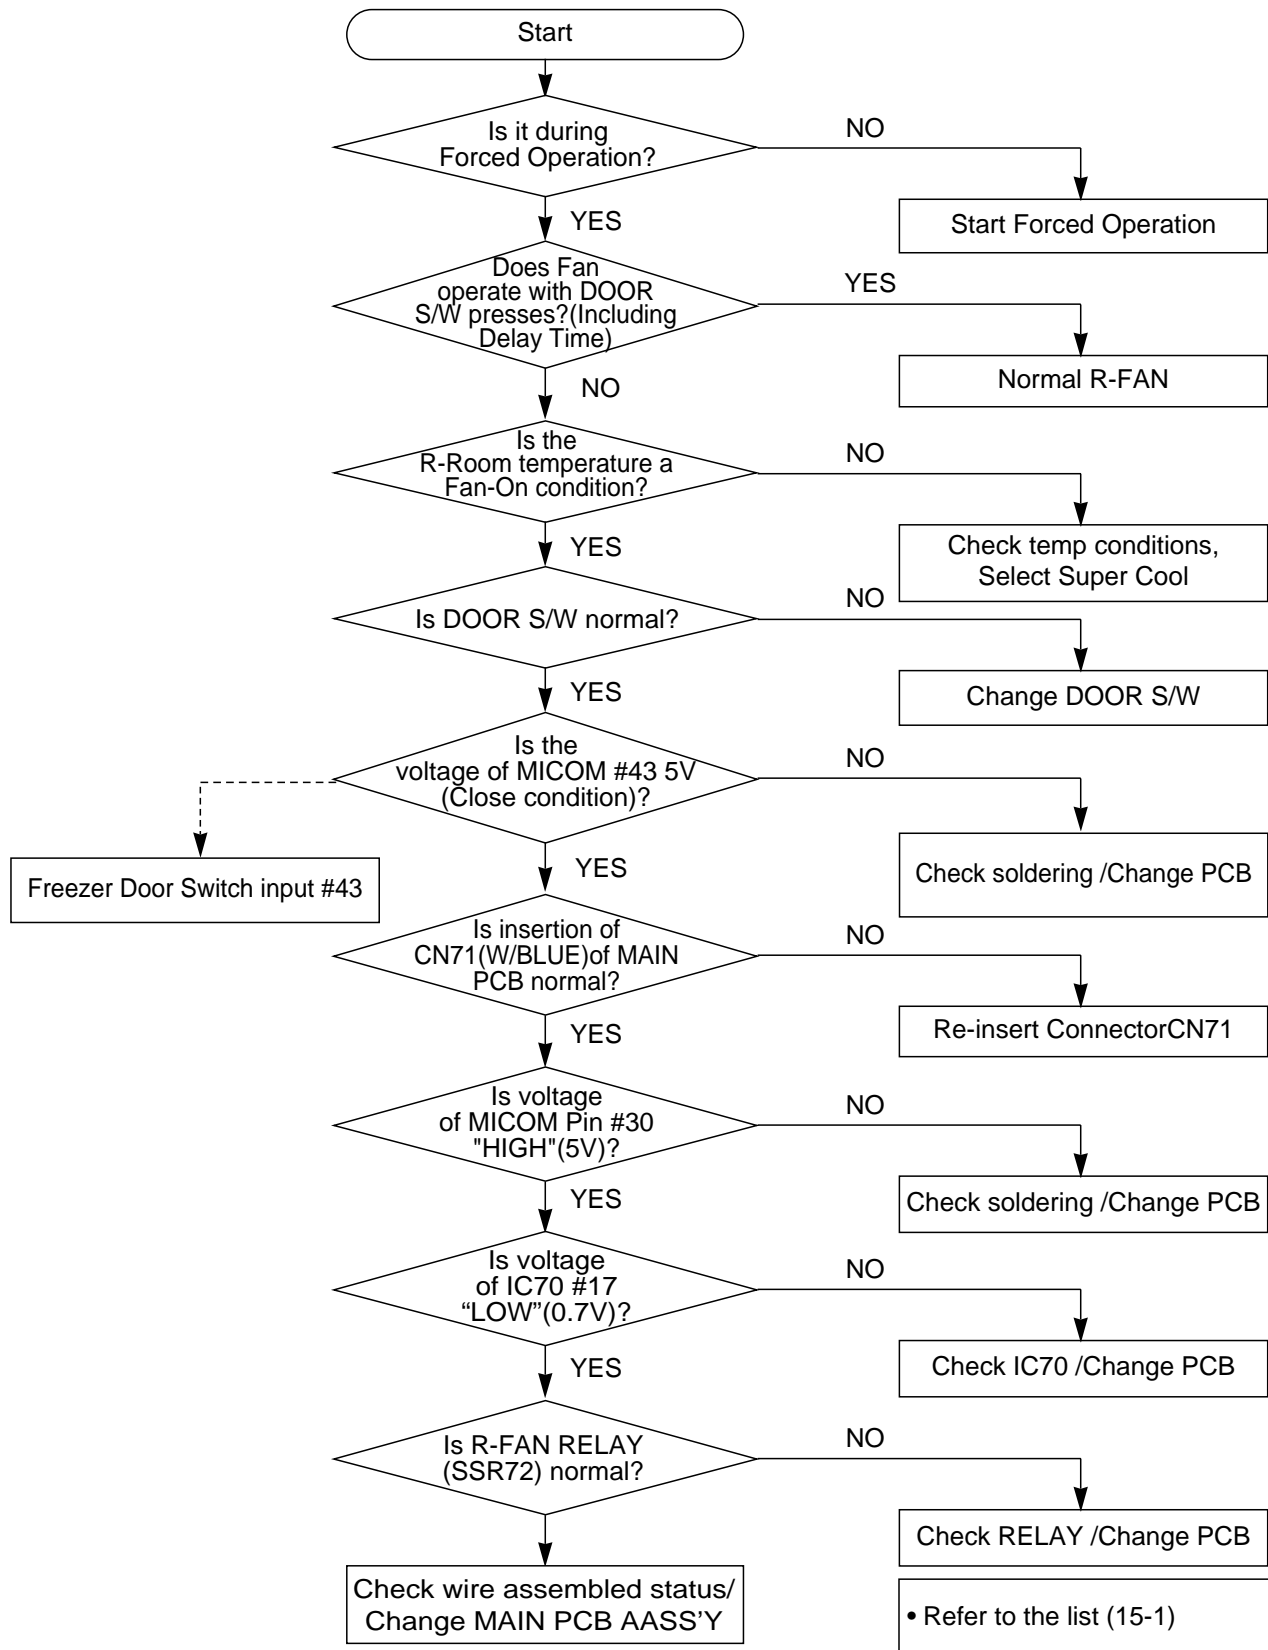 Start
Is it during
Forced Operation?
NO
Start Forced Operation
YES
Does Fan
operate with DOOR
S/W presses?(Including
Delay Time)
YES
Normal R-FAN
NO
Is the
R-Room temperature a
Fan-On condition?
NO
Check temp conditions,
Select Super Cool
YES
Is DOOR S/W normal?
NO
Change DOOR S/W
YES
Is the
voltage of MICOM #43 5V
(Close condition)?
NO
Check soldering /Change PCB
Freezer Door Switch input #43
YES
Is insertion of
CN71(W/BLUE)of MAIN
PCB normal?
NO
Re-insert ConnectorCN71
YES
Is voltage
of MICOM Pin #30
"HIGH"(5V)?
NO
Check soldering /Change PCB
YES
Is voltage
of IC70 #17
“LOW”(0.7V)?
NO
Check IC70 /Change PCB
YES
Is R-FAN RELAY
(SSR72) normal?
NO
Check RELAY /Change PCB
Check wire assembled status/
Change MAIN PCB AASS’Y
• Refer to the list (15-1)